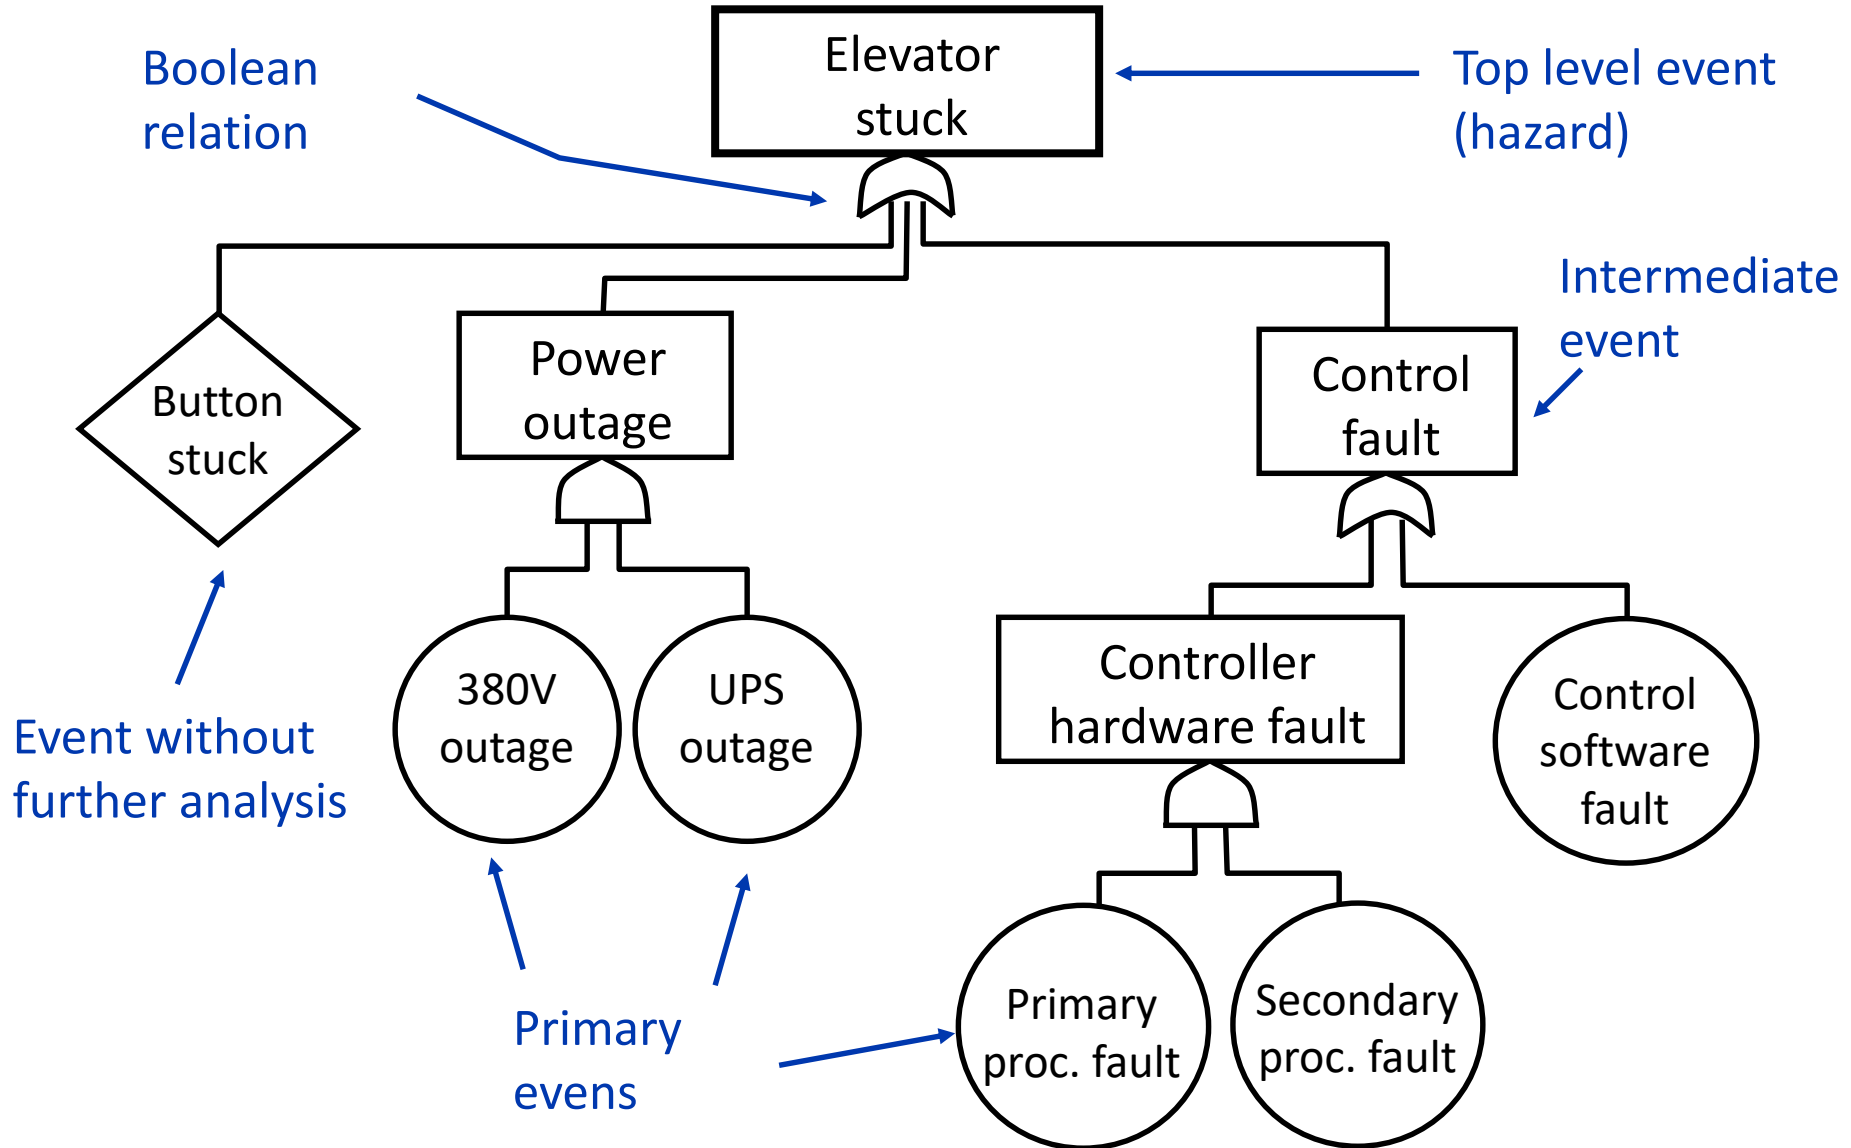 Boolean
relation
Elevator
stuck
Top level event
(hazard)
Intermediate
event
Button
stuck
Power
outage
Control
fault
Event without
further analysis
380V
outage
UPS
outage
Controller
hardware fault
Control
software
fault
Primary
evens
Primary
proc. fault
Secondary
proc. fault